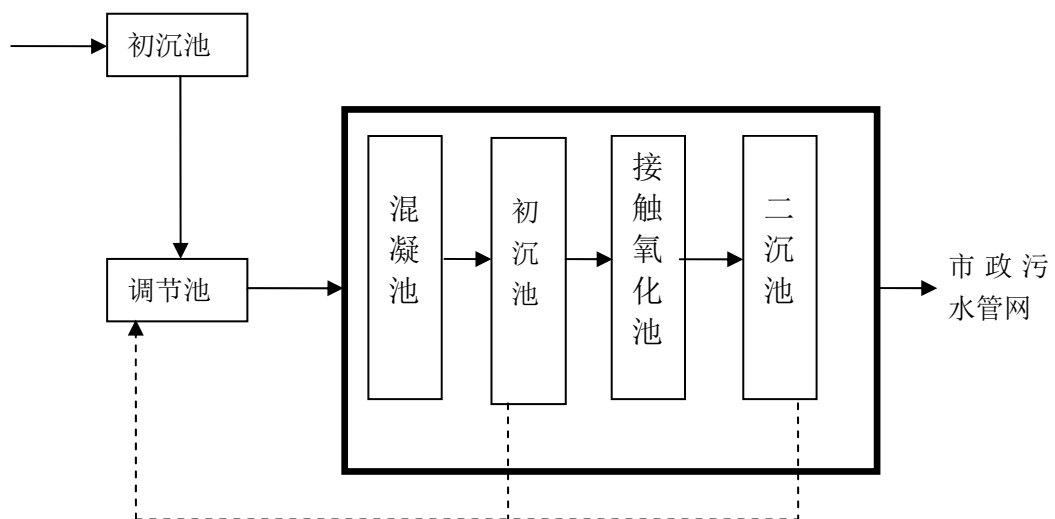 初沉池
调节池
混凝池
初沉池
接触氧化池
二沉池
市政污
水管网